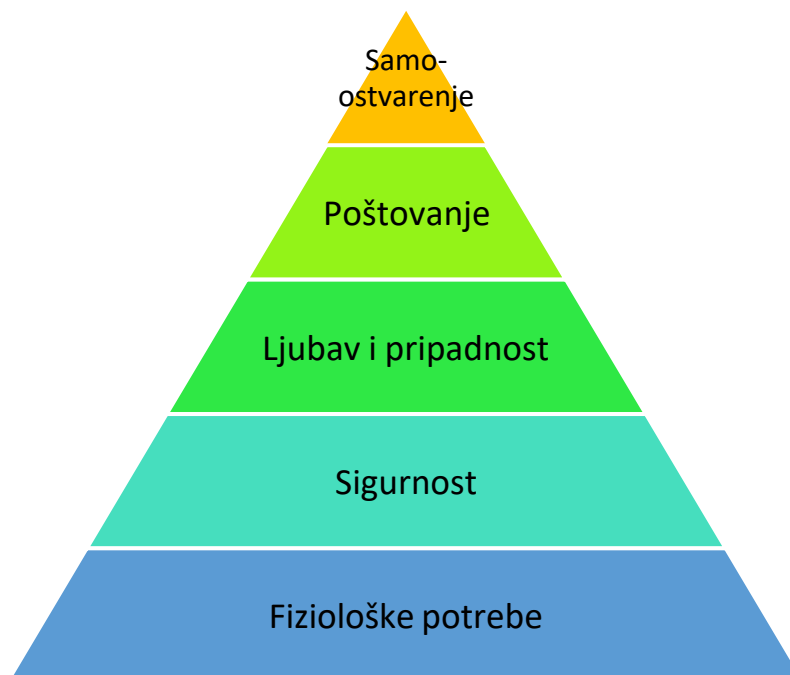 Samo-
ostvarenje
Poštovanje
Ljubav i pripadnost
Sigurnost
Fiziološke potrebe